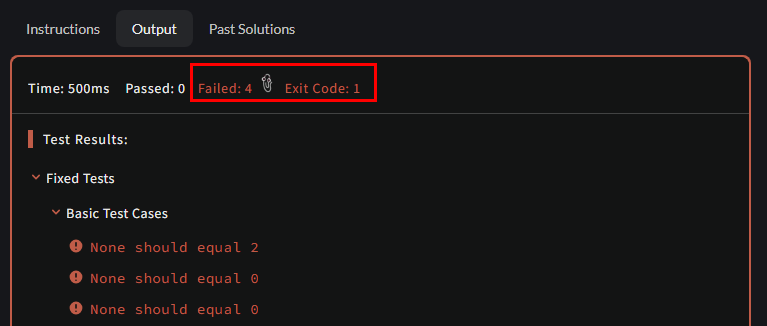 Instructions Output Past Solutions
Time: 500ms Passed: 0 Failed: 4 Exit Code: 1
Test Results:
Fixed Tests
Basic Test Cases
None should equal 2
None should equal 0
None should equal 0